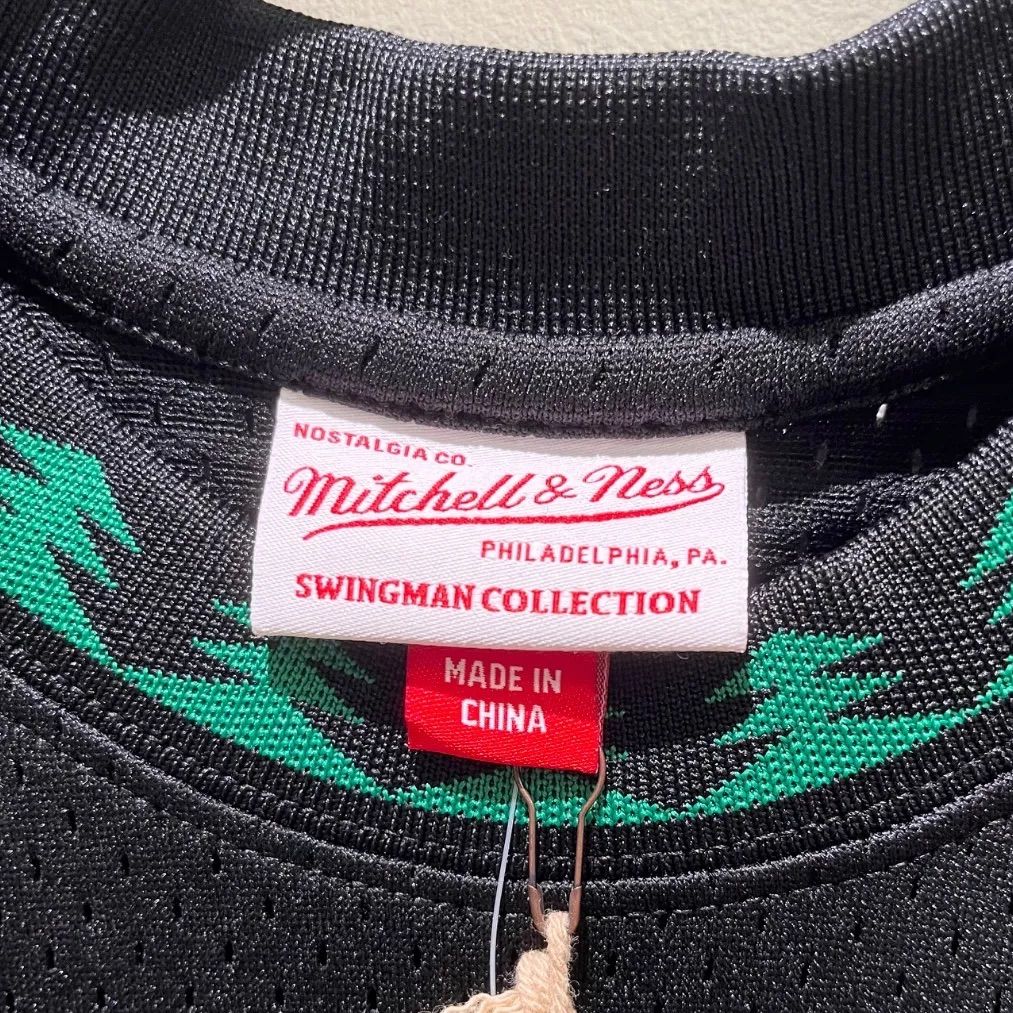 NOSTALGIA CO.
Mitchell & Ness
PHILADELPHIA, PA.
SWINGMAN COLLECTION
MADE IN
CHINA